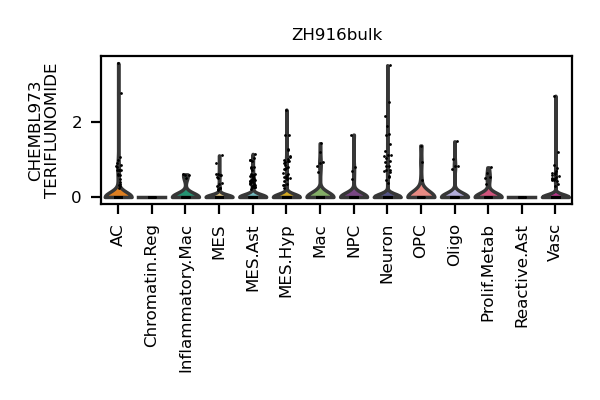 ZH916bulk
CHEMBL973
TERIFLUNOMIDE
2
0
AC
Chromatin.Reg
Inflammatory.Mac
MES
MES.Ast
MES.Hyp
Mac
NPC
Neuron
OPC
Oligo
Prolif.Metab
Reactive.Ast
Vasc